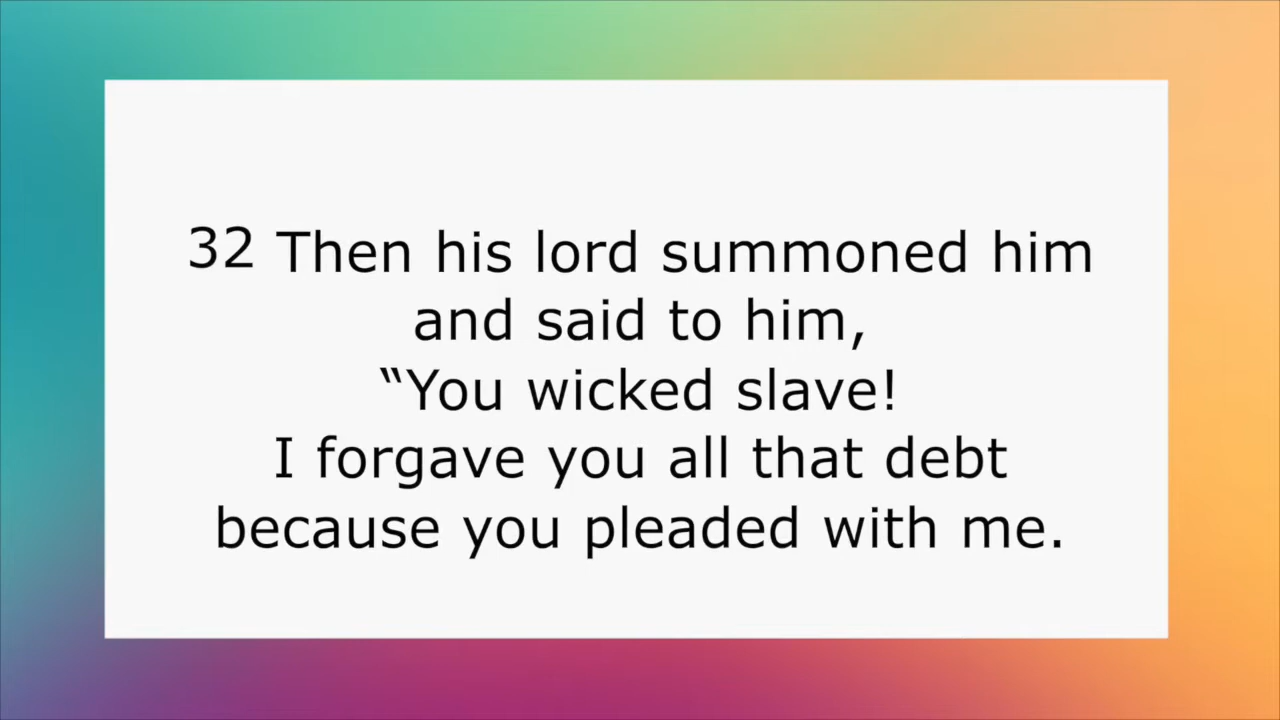 32 Then his lord summoned him
and said to him,
“You wicked slave!
I forgave you all that debt
because you pleaded with me.